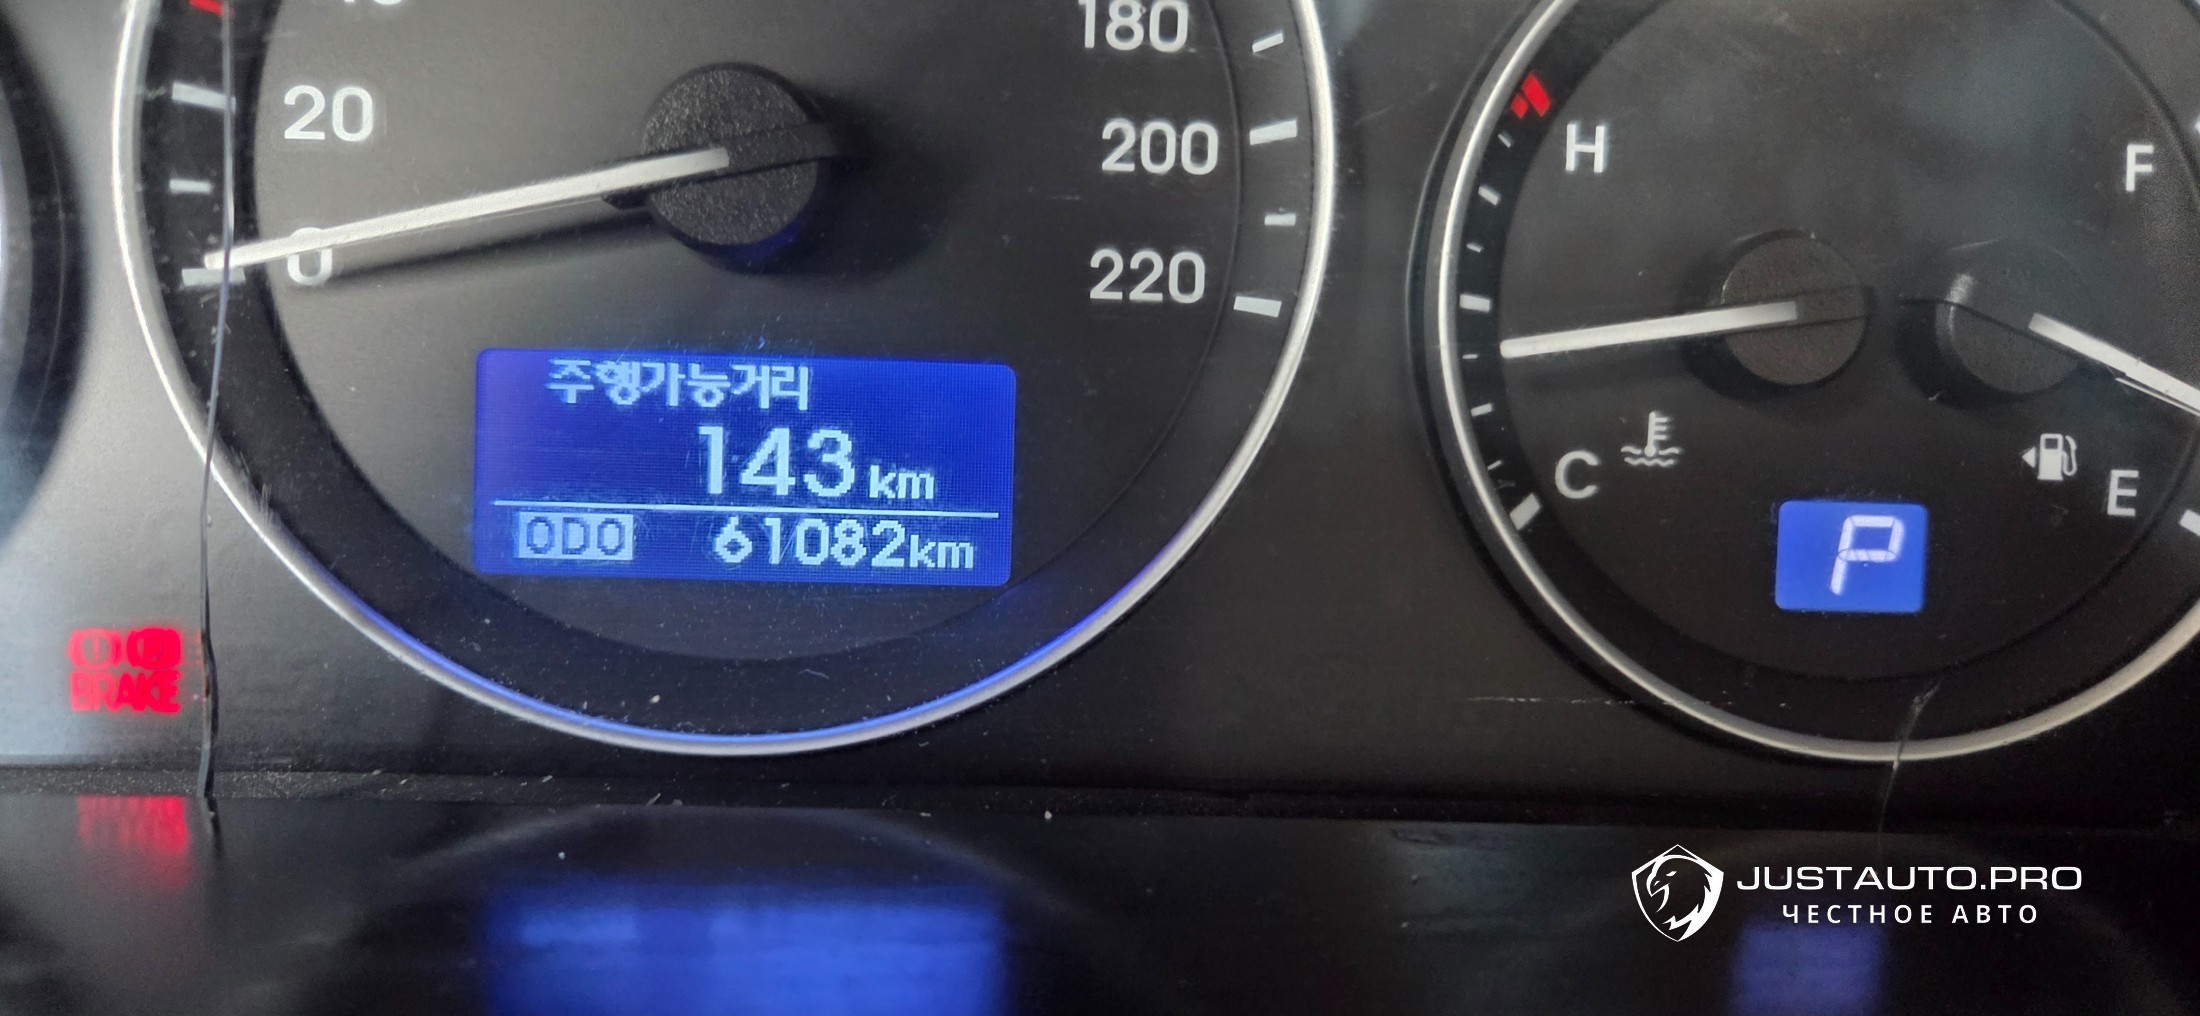 20
0
180
200
220
H
F
C
E
주행가능거리
143 km
ODO 61082km
P
BRAKE
JUSTAUTO.PRO
ЧЕСТНОЕ АВТО